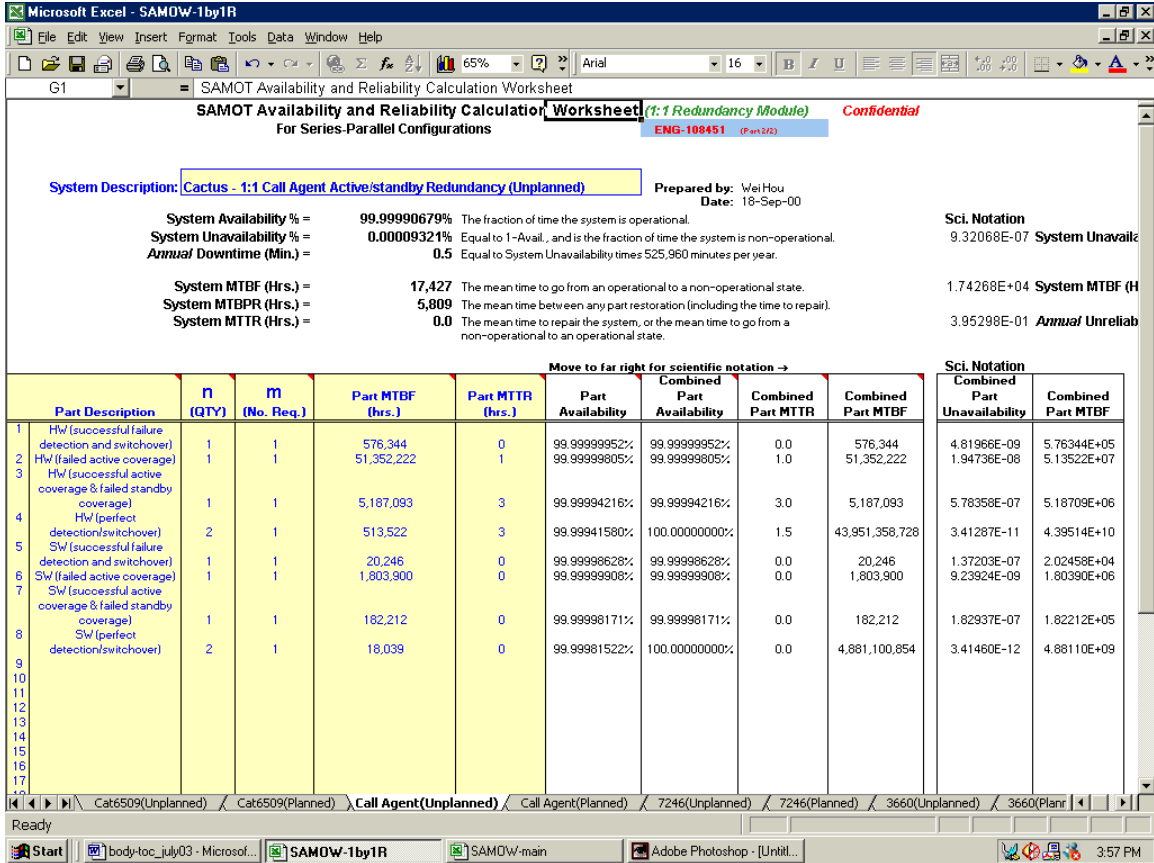 Microsoft Excel - SAMOW-1by1R
File Edit View Insert Format Tools Data Window Help
65% Arial 16 B I U
G1 = SAMOT Availability and Reliability Calculation Worksheet
SAMOT Availability and Reliability Calculation Worksheet (1:1 Redundancy Module) Confidential
For Series-Parallel Configurations ENG-108451 (Part 2/2)
System Description: Cactus - 1:1 Call Agent Active/standby Redundancy (Unplanned) Prepared by: Wei Hou
Date: 18-Sep-00
System Availability % = 99.99990679% The fraction of time the system is operational. Sci. Notation
System Unavailability % = 0.00009321% Equal to 1-Avail., and is the fraction of time the system is non-operational. 9.32068E-07 System Unavaila
Annual Downtime (Min.) = 0.5 Equal to System Unavailability times 525,960 minutes per year.
System MTBF (Hrs.) = 17,427 The mean time to go from an operational to a non-operational state. 1.74268E+04 System MTBF (H
System MTBPR (Hrs.) = 5,809 The mean time between any part restoration (including the time to repair).
System MTTR (Hrs.) = 0.0 The mean time to repair the system, or the mean time to go from a 3.95298E-01 Annual Unreliab
non-operational to an operational state.
Move to far right for scientific notation → Sci. Notation
Part Description n (QTY) m (No. Req.) Part MTBF (hrs.) Part MTTR (hrs.) Part Availability Combined Part Availability Combined Part MTTR Combined Part MTBF Combined Part Unavailability Combined Part MTBF
1 HW (successful failure
detection and switchover) 1 1 576,344 0 99.99999952% 99.99999952% 0.0 576,344 4.81966E-09 5.76344E+05
2 HW (failed active coverage) 1 1 51,352,222 1 99.99999805% 99.99999805% 1.0 51,352,222 1.94736E-08 5.13522E+07
3 HW (successful active
coverage & failed standby
coverage) 1 1 5,187,093 3 99.99994216% 99.99994216% 3.0 5,187,093 5.78358E-07 5.18709E+06
4 HW (perfect
detection/switchover) 2 1 513,522 3 99.99941580% 100.00000000% 1.5 43,951,358,728 3.41287E-11 4.39514E+10
5 SW (successful failure
detection and switchover) 1 1 20,246 0 99.99998628% 99.99998628% 0.0 20,246 1.37203E-07 2.02458E+04
6 SW (failed active coverage) 1 1 1,803,900 0 99.99999908% 99.99999908% 0.0 1,803,900 9.23924E-09 1.80390E+06
7 SW (successful active
coverage & failed standby
coverage) 1 1 182,212 0 99.99998171% 99.99998171% 0.0 182,212 1.82937E-07 1.82212E+05
8 SW (perfect
detection/switchover) 2 1 18,039 0 99.99981522% 100.00000000% 0.0 4,881,100,854 3.41460E-12 4.88110E+09
9
10
11
12
13
14
15
16
17
Cat6509(Unplanned) Cat6509(Planned) Call Agent(Unplanned) Call Agent(Planned) 7246(Unplanned) 7246(Planned) 3660(Unplanned) 3660(Planr
Ready
Start body-toc_july03 - Microsof... SAMOW-1by1R SAMOW-main Adobe Photoshop - [Untitl... 3:57 PM